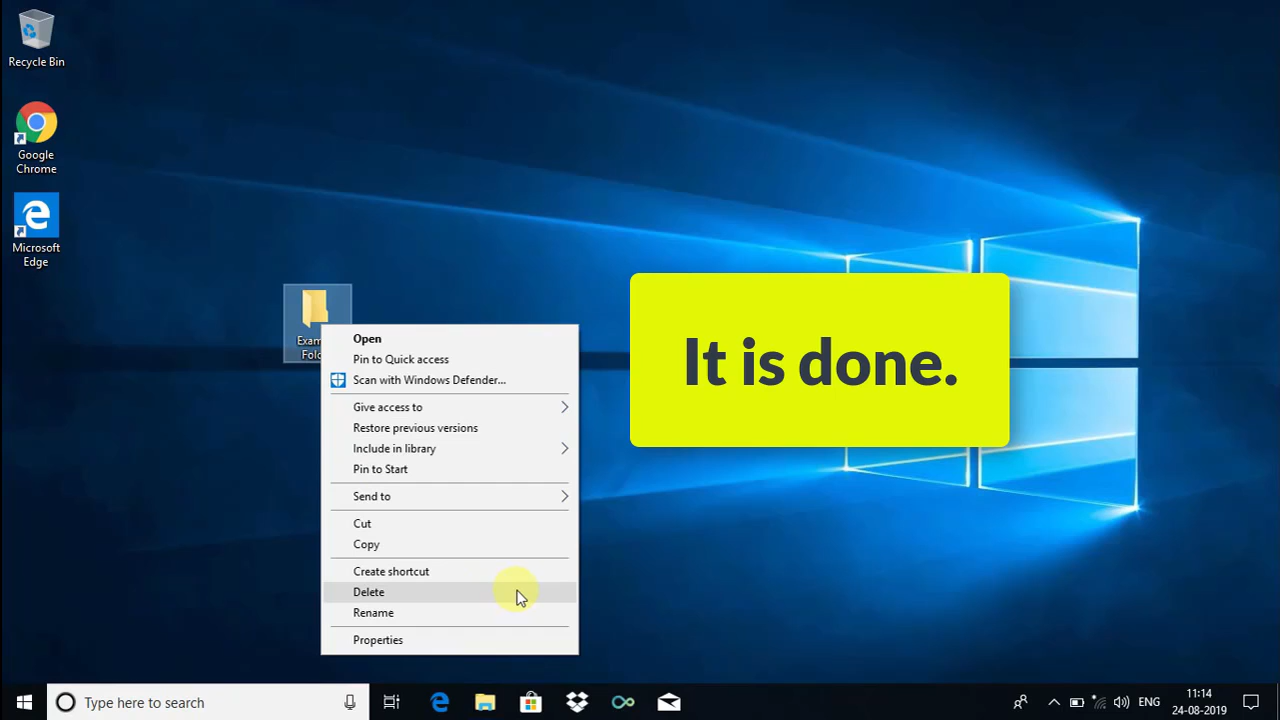 Recycle Bin
Google
Chrome
Microsoft
Edge
Open
Pin to Quick access
Scan with Windows Defender...
Give access to
Restore previous versions
Include in library
Pin to Start
Send to
Cut
Copy
Create shortcut
Delete
Rename
Properties
It is done.
Type here to search
ENG
11:14
24-08-2019